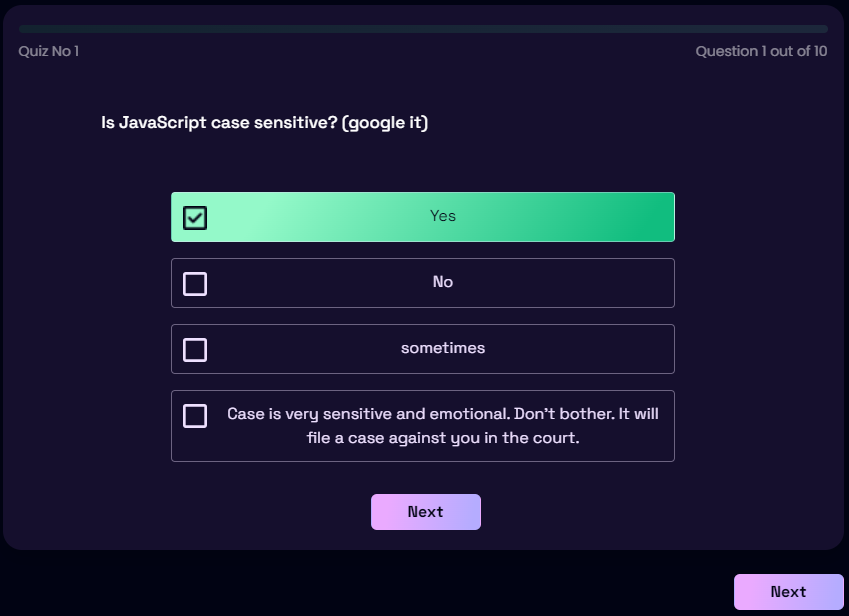 Quiz No 1
Question 1 out of 10
Is JavaScript case sensitive? (google it)
Yes
No
sometimes
Case is very sensitive and emotional. Don't bother. It will
file a case against you in the court.
Next
Next